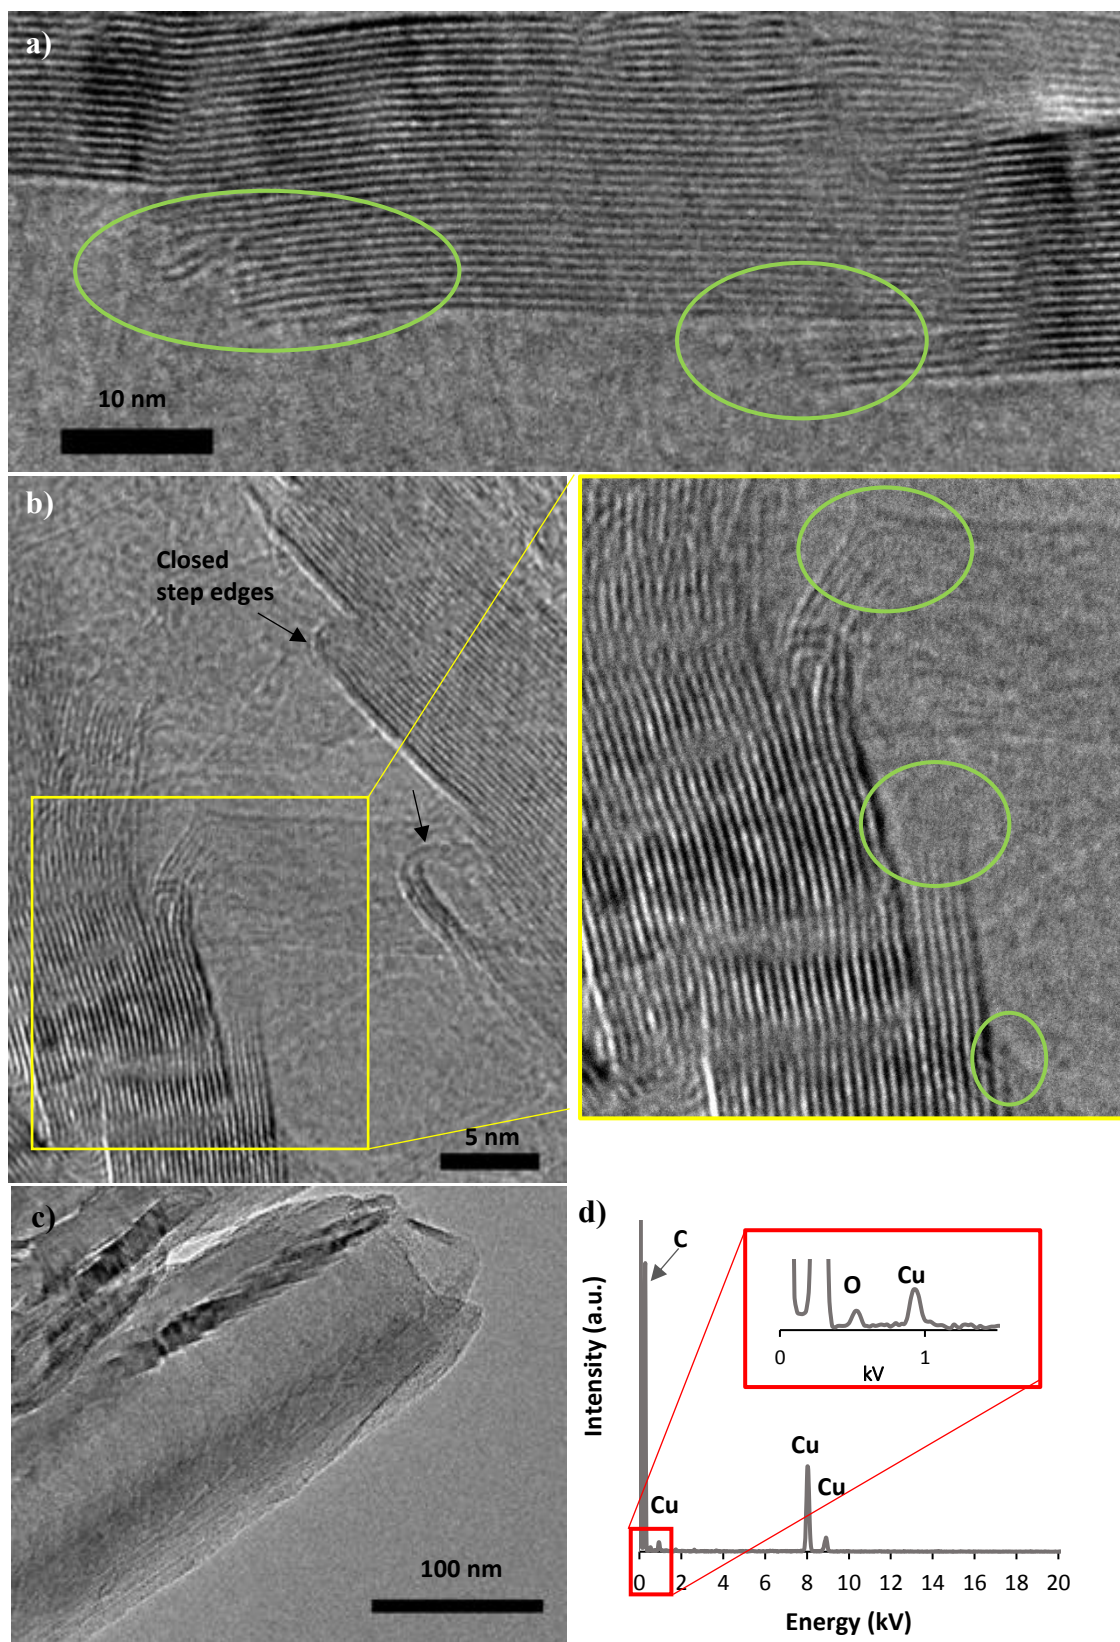 a)
10 nm
b)
Closed
step edges
5 nm
c)
100 nm
d)
C
O
Cu
0
1
kV
Intensity (a.u.)
Cu
Cu
Cu
0 2 4 6 8 10 12 14 16 18 20
Energy (kV)